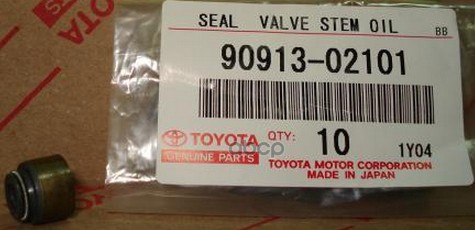 SEAL VALVE STEM OIL BB
90913-02101
TOYOTA QTY: 10 1Y04
GENUINE PARTS
TOYOTA MOTOR CORPORATION
MADE IN JAPAN